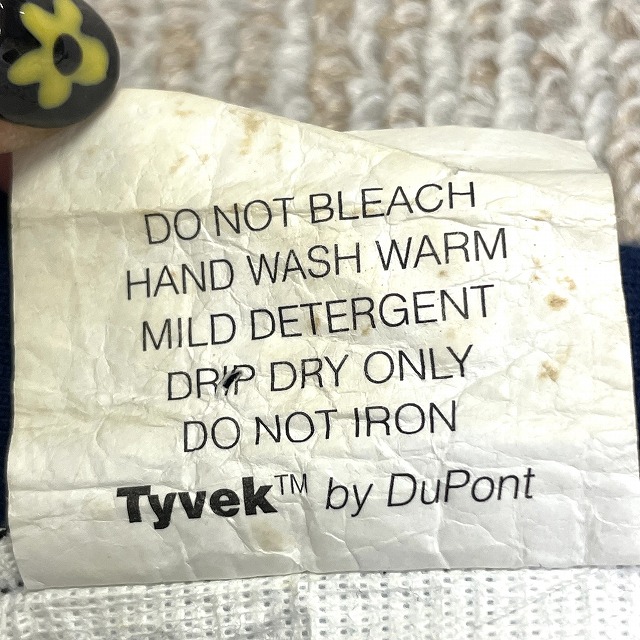 DO NOT BLEACH
HAND WASH WARM
MILD DETERGENT
DRIP DRY ONLY
DO NOT IRON
Tyvek™ by DuPont